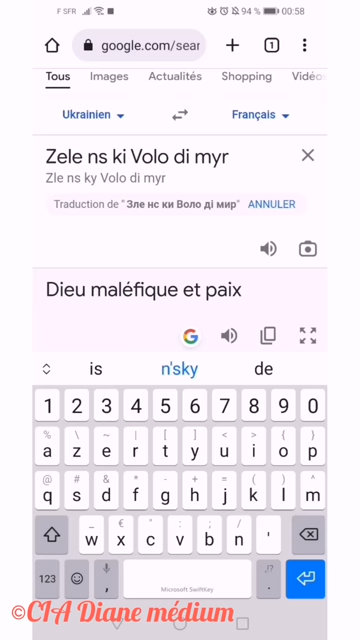 F SFR 94 % 00:58
google.com/sear
1
Tous Images Actualités Shopping Vidéo
Ukrainien Français
Zele ns ki Volo di myr
Zle ns ky Volo di myr
Traduction de "Зле нс ки Воло ді мир" ANNULER
Dieu maléfique et paix
G
is n'sky de
1 2 3 4 5 6 7 8 9 0
% \ ~ | [ ] < > { }
a z e r t y u i o p
@ # & * - + = ( ) ^
q s d f g h j k l m
_ € " : ; / '
w x c v b n '
123 , Microsoft SwiftKey ,!? .
©CIA Diane médium